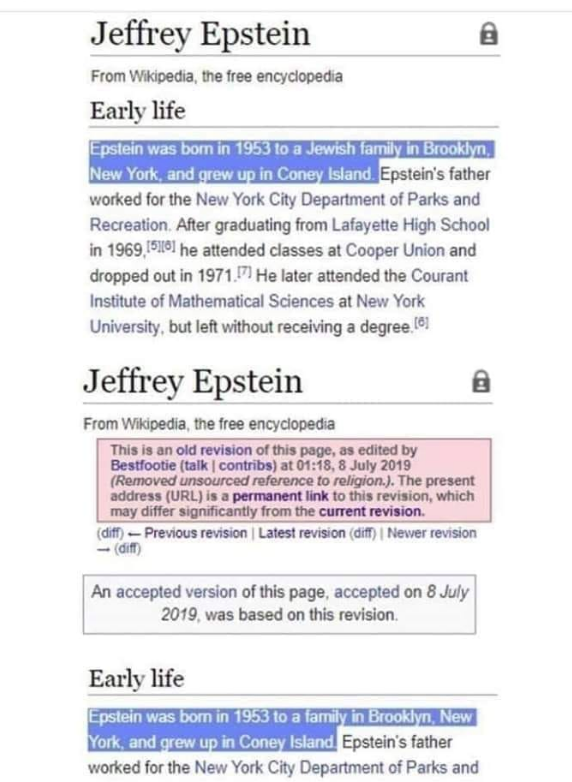 Jeffrey Epstein
From Wikipedia, the free encyclopedia
Early life
Epstein was born in 1953 to a Jewish family in Brooklyn,
New York, and grew up in Coney Island. Epstein's father
worked for the New York City Department of Parks and
Recreation. After graduating from Lafayette High School
in 1969,[5][6] he attended classes at Cooper Union and
dropped out in 1971.[7] He later attended the Courant
Institute of Mathematical Sciences at New York
University, but left without receiving a degree.[6]
Jeffrey Epstein
From Wikipedia, the free encyclopedia
This is an old revision of this page, as edited by
Bestfootie (talk | contribs) at 01:18, 8 July 2019
(Removed unsourced reference to religion.). The present
address (URL) is a permanent link to this revision, which
may differ significantly from the current revision.
(diff) ← Previous revision | Latest revision (diff) | Newer revision
→ (diff)
An accepted version of this page, accepted on 8 July
2019, was based on this revision.
Early life
Epstein was born in 1953 to a family in Brooklyn, New
York, and grew up in Coney Island. Epstein's father
worked for the New York City Department of Parks and